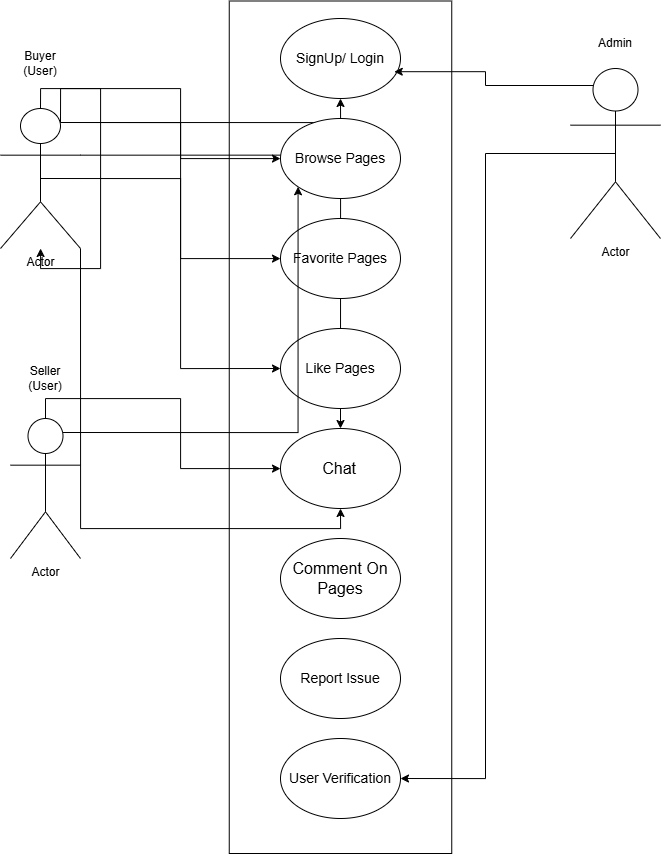 Buyer
(User)
SignUp/ Login
Admin
Browse Pages
Actor
Favorite Pages
Actor
Seller
(User)
Like Pages
Chat
Actor
Comment On
Pages
Report Issue
User Verification